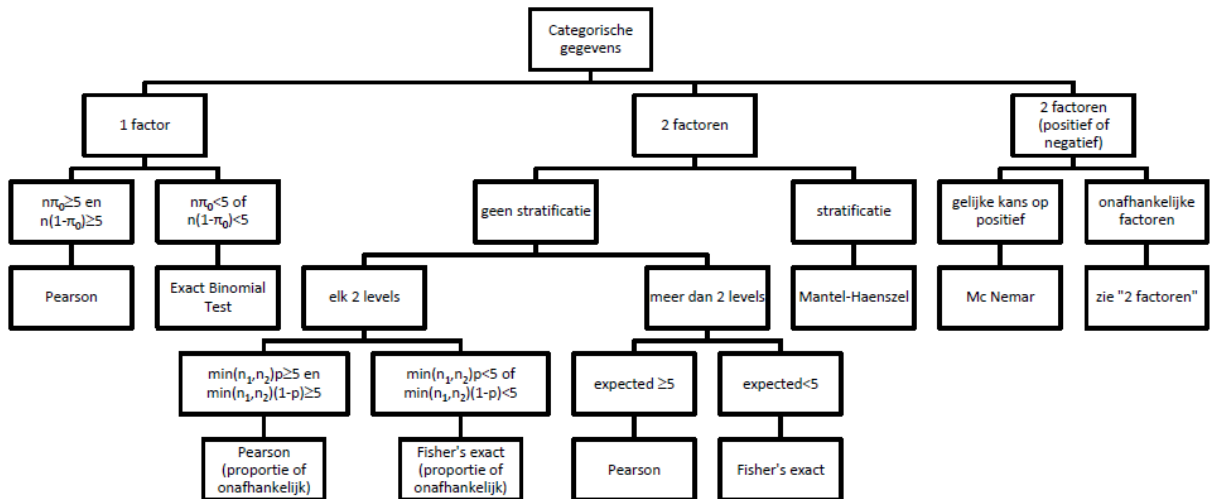 Categorische
gegevens
1 factor
2 factoren
2 factoren
(positief of
negatief)
nπ₀≥5 en
n(1-π₀)≥5
nπ₀<5 of
n(1-π₀)<5
geen stratificatie
stratificatie
gelijke kans op
positief
onafhankelijke
factoren
Pearson
Exact Binomial
Test
elk 2 levels
meer dan 2 levels
Mantel-Haenszel
Mc Nemar
zie "2 factoren"
min(n₁,n₂)p≥5 en
min(n₁,n₂)(1-p)≥5
min(n₁,n₂)p<5 of
min(n₁,n₂)(1-p)<5
expected ≥5
expected<5
Pearson
(proportie of
onafhankelijk)
Fisher's exact
(proportie of
onafhankelijk)
Pearson
Fisher's exact